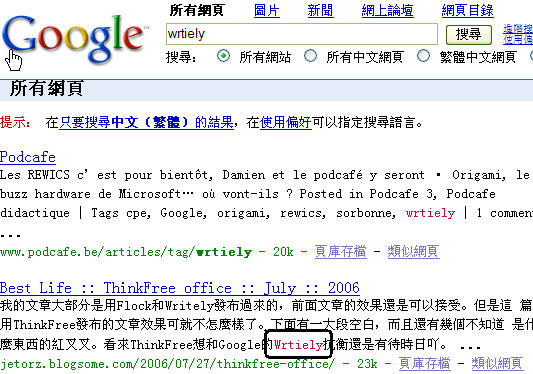 所有網頁 圖片 新聞 網上論壇 網頁目錄
Google™ wrtiely 搜尋
搜尋： 所有網站 所有中文網頁 繁體中文網頁
所有網頁
提示： 在只要搜尋中文（繁體）的結果，在使用偏好可以指定搜尋語言。
Podcafe
Les REWICS c'est pour bientôt, Damien et le podcafé y seront · Origami, le
buzz hardware de Microsoft… où vont-ils ? Posted in Podcafe 3, Podcafe
didactique | Tags cpe, Google, origami, rewics, sorbonne, wrtiely | 1 commen
...
www.podcafe.be/articles/tag/wrtiely - 20k - 頁庫存檔 - 類似網頁
Best Life :: ThinkFree office :: July :: 2006
我的文章大部分是用Flock和Writely發布過來的，前面文章的效果還是可以接受。但是這 篇
用ThinkFree發布的文章效果可就不怎麼樣了。下面有一大段空白，而且還有幾個不知道 是什
麼東西的紅叉叉。看來ThinkFree想和Google的Wrtiely抗衡還是有待時日吖。 ...
jetorz.blogsome.com/2006/07/27/thinkfree-office/ - 23k - 頁庫存檔 - 類似網頁